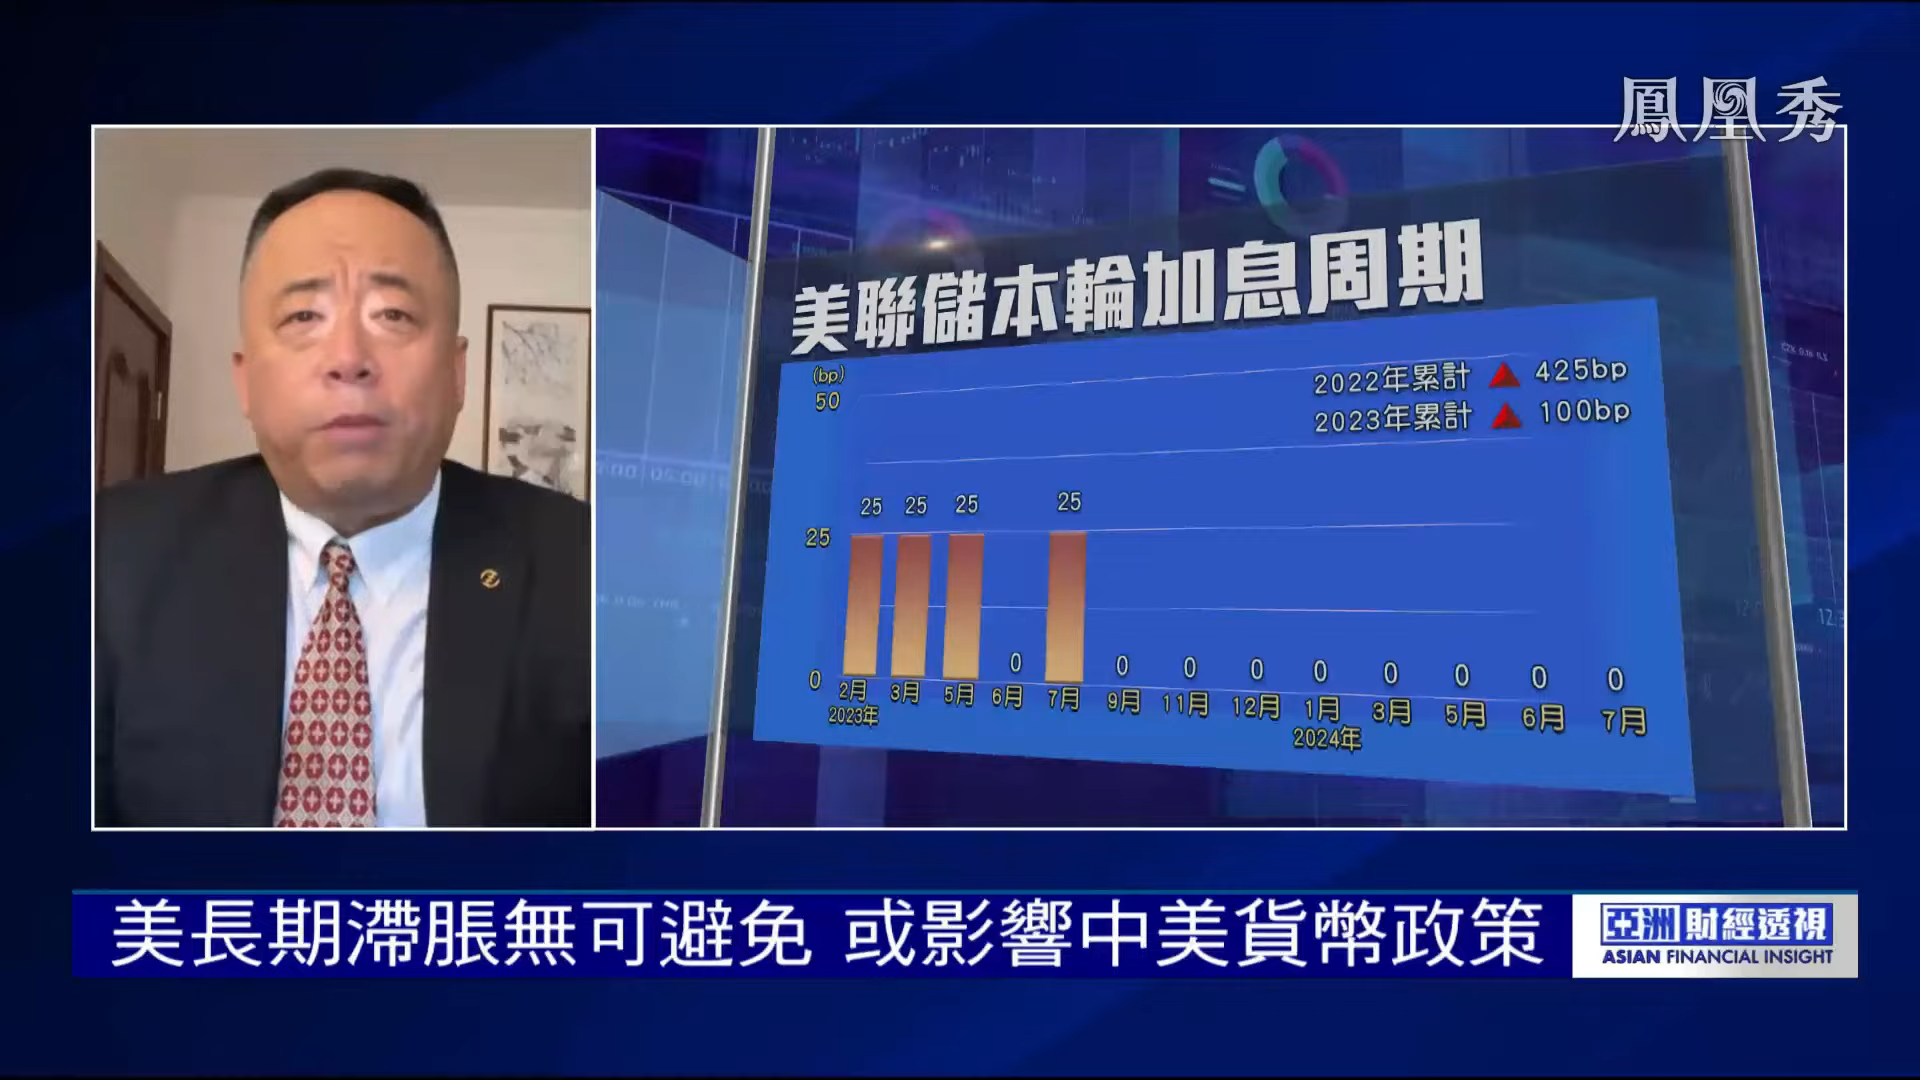 鳳凰秀
美聯儲本輪加息周期
(bp)
50
2022年累計 ▲ 425bp
2023年累計 ▲ 100bp
25 25 25 25
25
0 0 0 0 0 0 0 0 0
0
2月 3月 5月 6月 7月 9月 11月 12月 1月 3月 5月 6月 7月
2023年 2024年
美長期滯脹無可避免 或影響中美貨幣政策
亞洲財經透視
ASIAN FINANCIAL INSIGHT